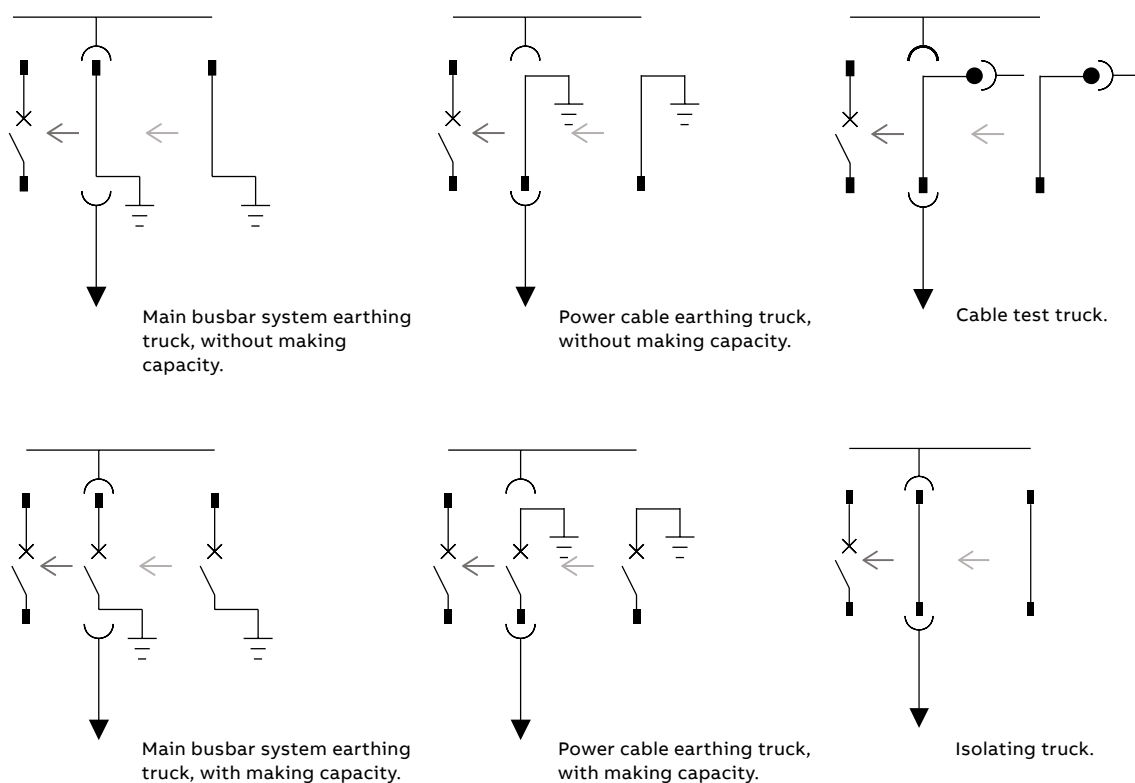 Main busbar system earthing
truck, without making
capacity.
Power cable earthing truck,
without making capacity.
Cable test truck.
Main busbar system earthing
truck, with making capacity.
Power cable earthing truck,
with making capacity.
Isolating truck.